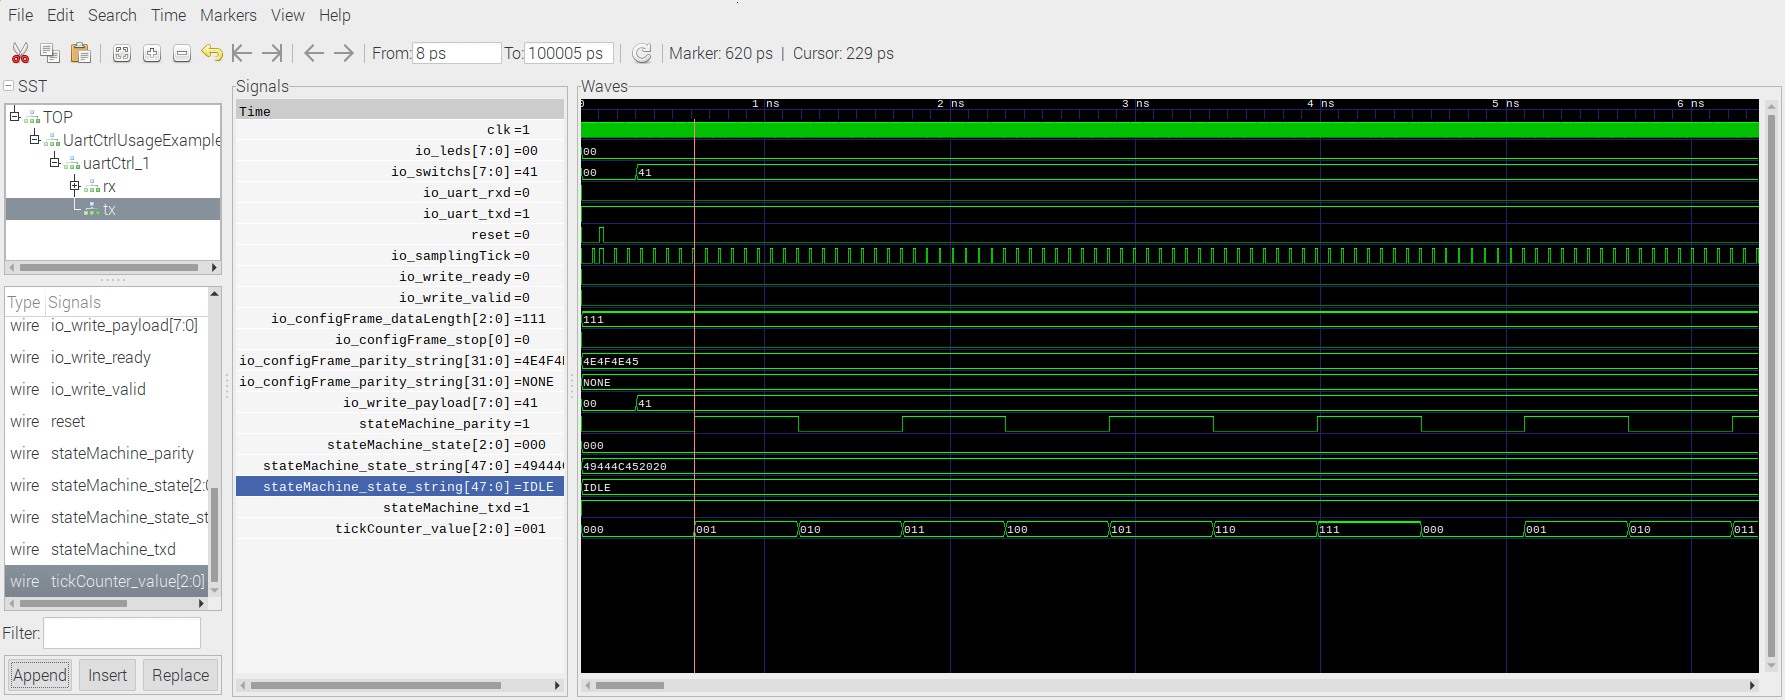 File Edit Search Time Markers View Help
From: 8 ps To: 100005 ps Marker: 620 ps | Cursor: 229 ps
SST
TOP
UartCtrlUsageExample
uartCtrl_1
rx
tx
Type Signals
wire io_write_payload[7:0]
wire io_write_ready
wire io_write_valid
wire reset
wire stateMachine_parity
wire stateMachine_state[2:0
wire stateMachine_state_st
wire stateMachine_txd
wire tickCounter_value[2:0]
Filter:
Append Insert Replace
Signals
Time
clk=1
io_leds[7:0]=00
io_switchs[7:0]=41
io_uart_rxd=0
io_uart_txd=1
reset=0
io_samplingTick=0
io_write_ready=0
io_write_valid=0
io_configFrame_dataLength[2:0]=111
io_configFrame_stop[0]=0
io_configFrame_parity_string[31:0]=4E4F4E
io_configFrame_parity_string[31:0]=NONE
io_write_payload[7:0]=41
stateMachine_parity=1
stateMachine_state[2:0]=000
stateMachine_state_string[47:0]=49444C
stateMachine_state_string[47:0]=IDLE
stateMachine_txd=1
tickCounter_value[2:0]=001
Waves
0 1 ns 2 ns 3 ns 4 ns 5 ns 6 ns
00
00 41
111
4E4F4E45
NONE
00 41
000
49444C452020
IDLE
000 001 010 011 100 101 110 111 000 001 010 011